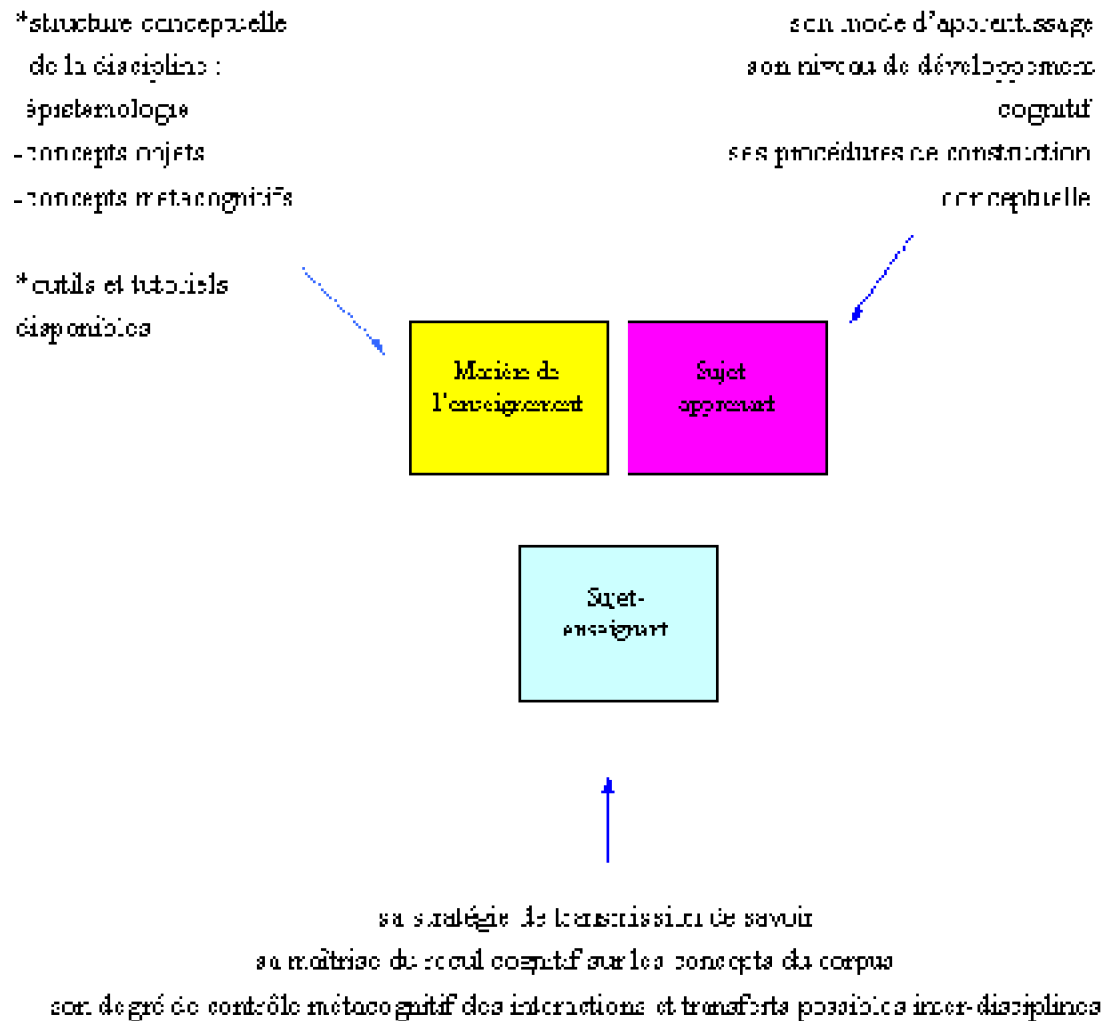 *structure conceptuelle
de la discipline :
épistemologie
-concepts objets
-concepts metacognitifs
*outils et tutoriels
disponibles
son mode d'apprentissage
son niveau de développement
cognitif
ses procédures de construction
conceptuelle
Matière de
l'enseignement
Sujet
apprenant
Sujet-
enseignant
sa stratégie de transmission de savoir
sa maîtrise du recul cognitif sur les concepts du corpus
son degré de contrôle métacognitif des interactions et transferts possibles inter-disciplines